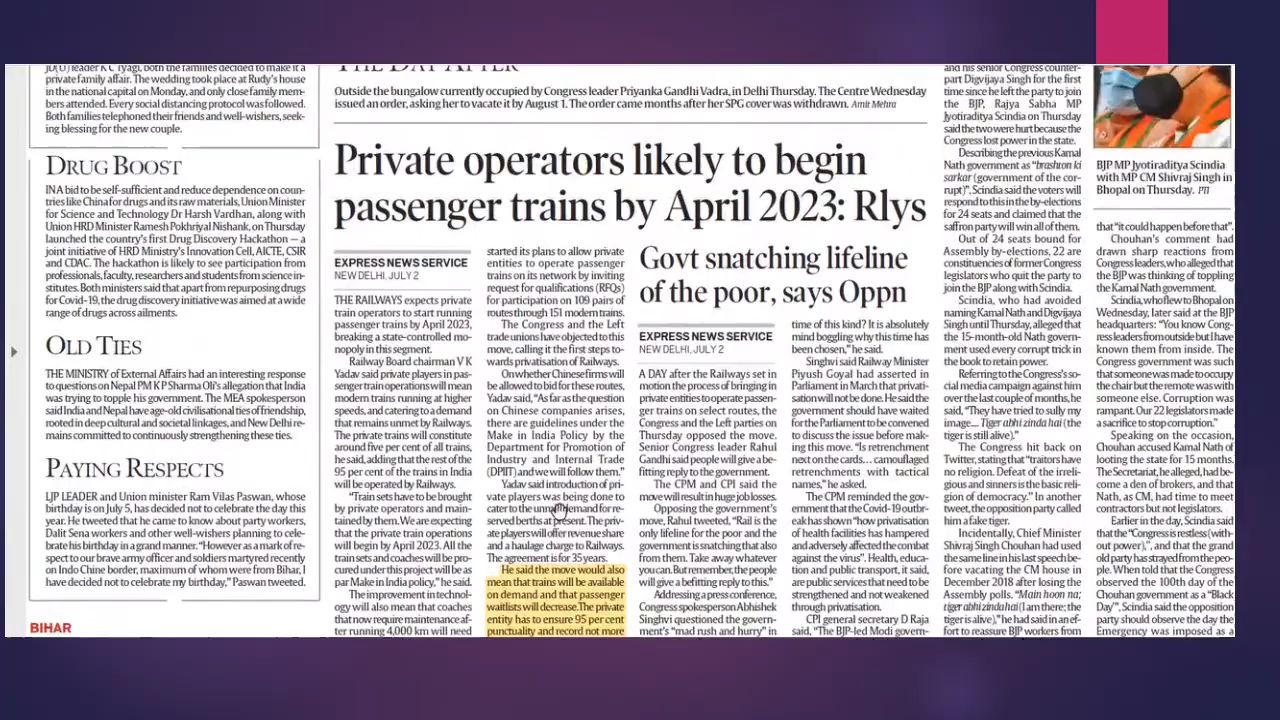 JD(U) leader K C Tyagi, both the families decided to make it a
private family affair. The wedding took place at Rudy's house
in the national capital on Monday, and only close family mem-
bers attended. Every social distancing protocol was followed.
Both families telephoned their friends and well-wishers, seek-
ing blessing for the new couple.
DRUG BOOST
IN A bid to be self-sufficient and reduce dependence on coun-
tries like China for drugs and its raw materials, Union Minister
for Science and Technology Dr Harsh Vardhan, along with
Union HRD Minister Ramesh Pokhriyal Nishank, on Thursday
launched the country's first Drug Discovery Hackathon — a
joint initiative of HRD Ministry's Innovation Cell, AICTE, CSIR
and CDAC. The hackathon is likely to see participation from
professionals, faculty, researchers and students from science in-
stitutes. Both ministers said that apart from repurposing drugs
for Covid-19, the drug discovery initiative was aimed at a wide
range of drugs across ailments.
OLD TIES
THE MINISTRY of External Affairs had an interesting response
to questions on Nepal PM K P Sharma Oli's allegation that India
was trying to topple his government. The MEA spokesperson
said India and Nepal have age-old civilisational ties of friendship,
rooted in deep cultural and societal linkages, and New Delhi re-
mains committed to continuously strengthening these ties.
PAYING RESPECTS
LJP LEADER and Union minister Ram Vilas Paswan, whose
birthday is on July 5, has decided not to celebrate the day this
year. He tweeted that he came to know about party workers,
Dalit Sena workers and other well-wishers planning to cele-
brate his birthday in a grand manner. "However as a mark of re-
spect to our brave army officer and soldiers martyred recently
on Indo Chine border, maximum of whom were from Bihar, I
have decided not to celebrate my birthday," Paswan tweeted.
BIHAR
THE DAY AFTER
Outside the bungalow currently occupied by Congress leader Priyanka Gandhi Vadra, in Delhi Thursday. The Centre Wednesday
issued an order, asking her to vacate it by August 1. The order came months after her SPG cover was withdrawn. Amit Mehra
Private operators likely to begin
passenger trains by April 2023: Rlys
EXPRESS NEWS SERVICE
NEW DELHI, JULY 2
THE RAILWAYS expects private
train operators to start running
passenger trains by April 2023,
breaking a state-controlled mo-
nopoly in this segment.
Railway Board chairman V K
Yadav said private players in pas-
senger train operations will mean
modern trains running at higher
speeds, and catering to a demand
that remains unmet by Railways.
The private trains will constitute
around five per cent of all trains,
he said, adding that the rest of the
95 per cent of the trains in India
will be operated by Railways.
"Train sets have to be brought
by private operators and main-
tained by them. We are expecting
that the private train operations
will begin by April 2023. All the
train sets and coaches will be pro-
cured under this project will be as
par Make in India policy," he said.
The improvement in technol-
ogy will also mean that coaches
that now require maintenance af-
ter running 4,000 km will need
started its plans to allow private
entities to operate passenger
trains on its network by inviting
request for qualifications (RFQs)
for participation on 109 pairs of
routes through 151 modern trains.
The Congress and the Left
trade unions have objected to this
move, calling it the first steps to-
wards privatisation of Railways.
On whether Chinese firms will
be allowed to bid for these routes,
Yadav said, "As far as the question
on Chinese companies arises,
there are guidelines under the
Make in India Policy by the
Department for Promotion of
Industry and Internal Trade
(DPIIT) and we will follow them."
Yadav said introduction of pri-
vate players was being done to
cater to the unmet demand for re-
served berths at present. The priv-
ate players will offer revenue share
and a haulage charge to Railways.
The agreement is for 35 years.
He said the move would also
mean that trains will be available
on demand and that passenger
waitlists will decrease.The private
entity has to ensure 95 per cent
punctuality and record not more
Govt snatching lifeline
of the poor, says Oppn
EXPRESS NEWS SERVICE
NEW DELHI, JULY 2
A DAY after the Railways set in
motion the process of bringing in
private entities to operate passen-
ger trains on select routes, the
Congress and the Left parties on
Thursday opposed the move.
Senior Congress leader Rahul
Gandhi said people will give a be-
fitting reply to the government.
The CPM and CPI said the
move will result in huge job losses.
Opposing the government's
move, Rahul tweeted, "Rail is the
only lifeline for the poor and the
government is snatching that also
from them. Take away whatever
you can. But remember, the people
will give a befitting reply to this."
Addressing a press conference,
Congress spokesperson Abhishek
Singhvi questioned the govern-
ment's "mad rush and hurry" in
time of this kind? It is absolutely
mind boggling why this time has
been chosen," he said.
Singhvi said Railway Minister
Piyush Goyal had asserted in
Parliament in March that privati-
sation will not be done. He said the
government should have waited
for the Parliament to be convened
to discuss the issue before mak-
ing this move. "Is retrenchment
next on the cards... camouflaged
retrenchments with tactical
names," he asked.
The CPM reminded the gov-
ernment that the Covid-19 out-
break has shown "how privatisation
of health facilities has hampered
and adversely affected the combat
against the virus". Health, educa-
tion and public transport, it said,
are public services that need to be
strengthened and not weakened
through privatisation.
CPI general secretary D Raja
said, "The BJP-led Modi govern-
and his senior Congress counter-
part Digvijaya Singh for the first
time since he left the party to join
the BJP, Rajya Sabha MP
Jyotiraditya Scindia on Thursday
said the two were hurt because the
Congress lost power in the state.
Describing the previous Kamal
Nath government as "brashton ki
sarkar (government of the cor-
rupt)", Scindia said the voters will
respond to this in the by-elections
for 24 seats and claimed that the
saffron party will win all of them.
Out of 24 seats bound for
Assembly by-elections, 22 are
constituencies of former Congress
legislators who quit the party to
join the BJP along with Scindia.
Scindia, who had avoided
naming Kamal Nath and Digvijaya
Singh until Thursday, alleged that
the 15-month-old Nath govern-
ment used every corrupt trick in
the book to retain power.
Referring to the Congress's so-
cial media campaign against him
over the last couple of months, he
said, "They have tried to sully my
image.... Tiger abhi zinda hai (the
tiger is still alive)."
The Congress hit back on
Twitter, stating that "traitors have
no religion. Defeat of the irreli-
gious and sinners is the basic reli-
gion of democracy." In another
tweet, the opposition party called
him a fake tiger.
Incidentally, Chief Minister
Shivraj Singh Chouhan had used
the same line in his last speech be-
fore vacating the CM house in
December 2018 after losing the
Assembly polls. "Main hoon na;
tiger abhi zinda hai (I am there; the
tiger is alive)," he had said in an ef-
fort to reassure BJP workers from
BJP MP Jyotiraditya Scindia
with MP CM Shivraj Singh in
Bhopal on Thursday. PTI
that "it could happen before that".
Chouhan's comment had
drawn sharp reactions from
Congress leaders, who alleged that
the BJP was thinking of toppling
the Kamal Nath government.
Scindia, who flew to Bhopal on
Wednesday, later said at the BJP
headquarters: "You know Cong-
ress leaders from outside but I have
known them from inside. The
Congress government was such
that someone was made to occupy
the chair but the remote was with
someone else. Corruption was
rampant. Our 22 legislators made
a sacrifice to stop corruption."
Speaking on the occasion,
Chouhan accused Kamal Nath of
looting the state for 15 months.
The Secretariat, he alleged, had be-
come a den of brokers, and that
Nath, as CM, had time to meet
contractors but not legislators.
Earlier in the day, Scindia said
that the "Congress is restless (with-
out power)", and that the grand
old party has strayed from the peo-
ple. When told that the Congress
observed the 100th day of the
Chouhan government as a "Black
Day", Scindia said the opposition
party should observe the day the
Emergency was imposed as a